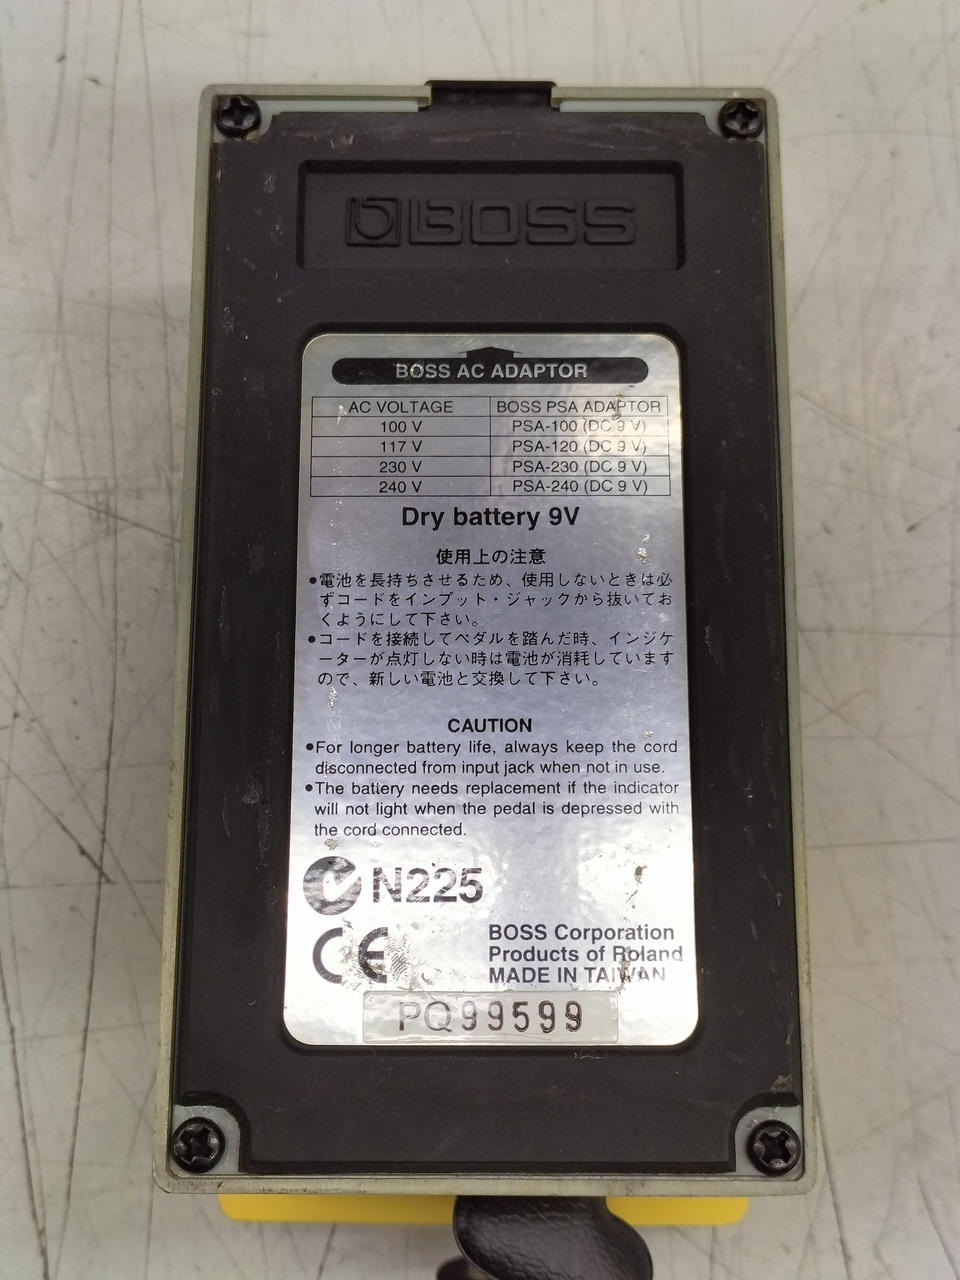 BOSS
BOSS AC ADAPTOR
AC VOLTAGE BOSS PSA ADAPTOR
100 V PSA-100 (DC 9 V)
117 V PSA-120 (DC 9 V)
230 V PSA-230 (DC 9 V)
240 V PSA-240 (DC 9 V)
Dry battery 9V
使用上の注意
●電池を長持ちさせるため、使用しないときは必
ずコードをインプット・ジャックから抜いてお
くようにして下さい。
●コードを接続してペダルを踏んだ時、インジケ
ーターが点灯しない時は電池が消耗しています
ので、新しい電池と交換して下さい。
CAUTION
●For longer battery life, always keep the cord
disconnected from input jack when not in use.
●The battery needs replacement if the indicator
will not light when the pedal is depressed with
the cord connected.
N225
CE
BOSS Corporation
Products of Roland
MADE IN TAIWAN
PQ99599